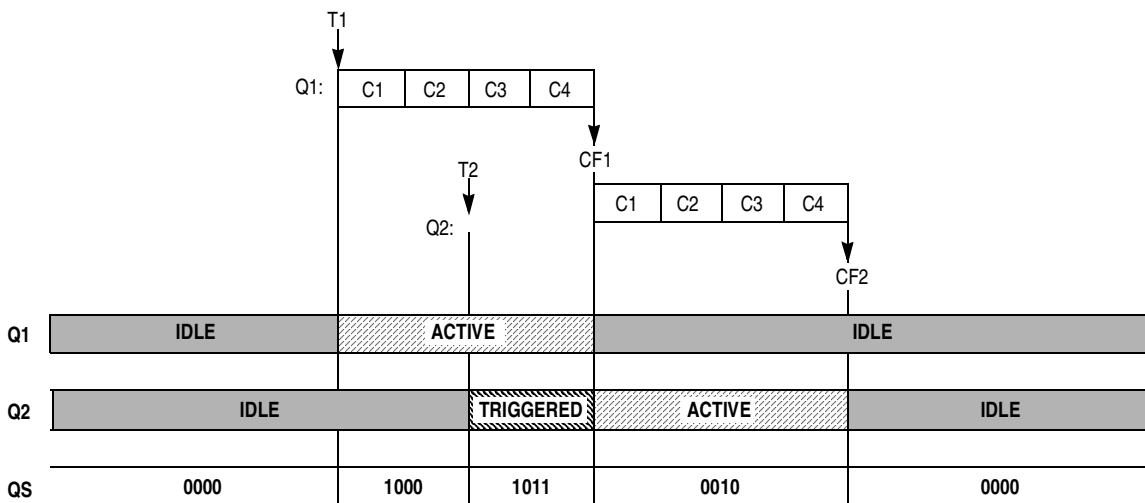 T1
Q1: C1 C2 C3 C4
CF1
T2
C1 C2 C3 C4
Q2:
CF2
Q1 IDLE ACTIVE IDLE
Q2 IDLE TRIGGERED ACTIVE IDLE
QS 0000 1000 1011 0010 0000